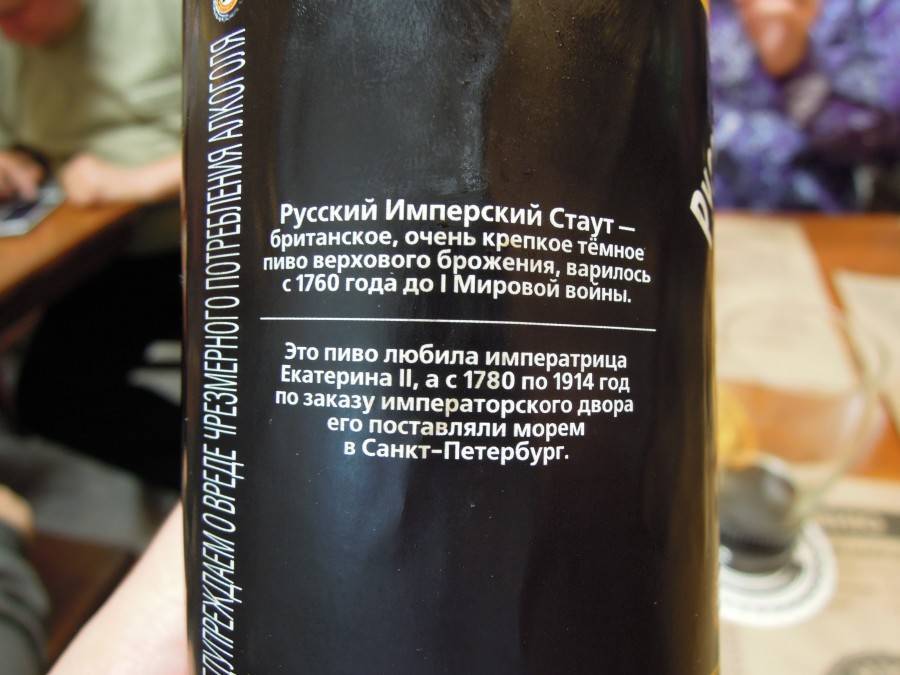 Русский Имперский Стаут –
британское, очень крепкое тёмное
пиво верхового брожения, варилось
с 1760 года до I Мировой войны.
Это пиво любила императрица
Екатерина II, а с 1780 по 1914 год
по заказу императорского двора
его поставляли морем
в Санкт-Петербург.
О ВРЕДЕ ЧРЕЗМЕРНОГО ПОТРЕБЛЕНИЯ АЛКОГОЛЯ